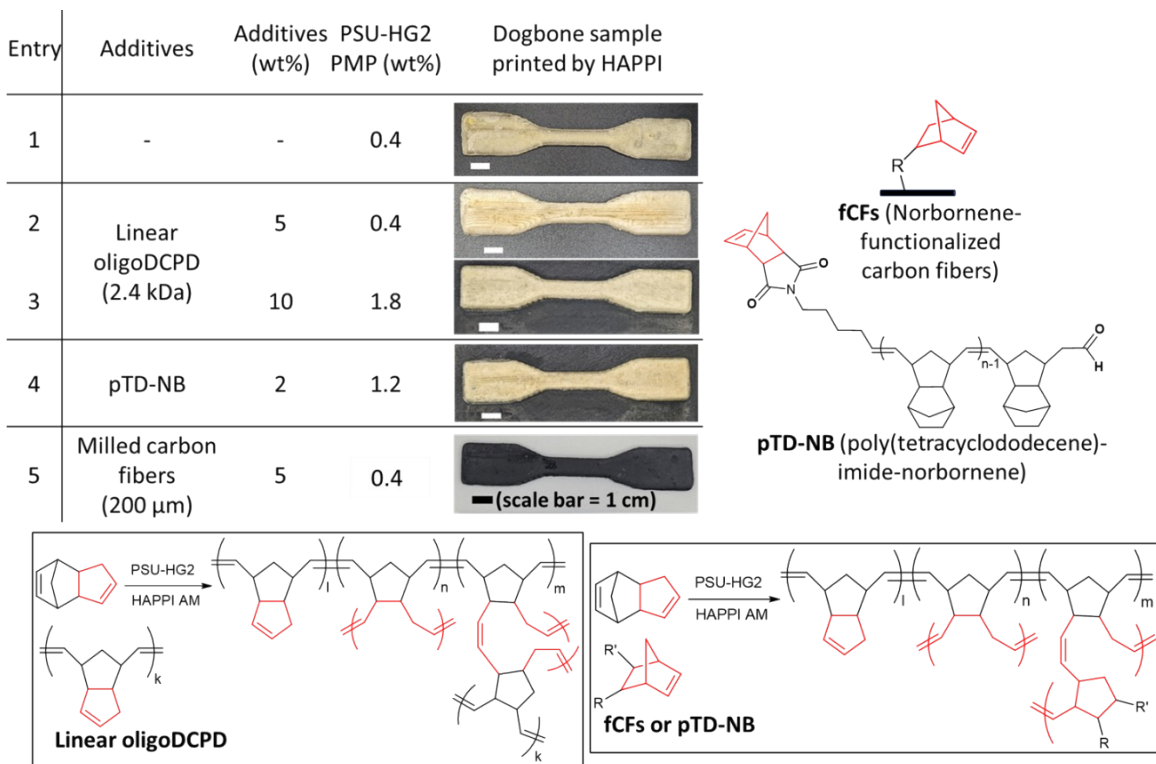 Entry
Additives
Additives
(wt%)
PSU-HG2
PMP (wt%)
Dogbone sample
printed by HAPPI
1
-
-
0.4
2
5
0.4
Linear
oligoDCPD
(2.4 kDa)
3
10
1.8
4
pTD-NB
2
1.2
5
Milled carbon
fibers
(200 µm)
5
0.4
(scale bar = 1 cm)
R
fCFs (Norbornene-
functionalized
carbon fibers)
O
N
O
n-1
O
H
pTD-NB (poly(tetracyclododecene)-
imide-norbornene)
PSU-HG2
HAPPI AM
k
Linear oligoDCPD
l
n
m
k
k
PSU-HG2
HAPPI AM
R'
R
fCFs or pTD-NB
l
n
m
R'
R